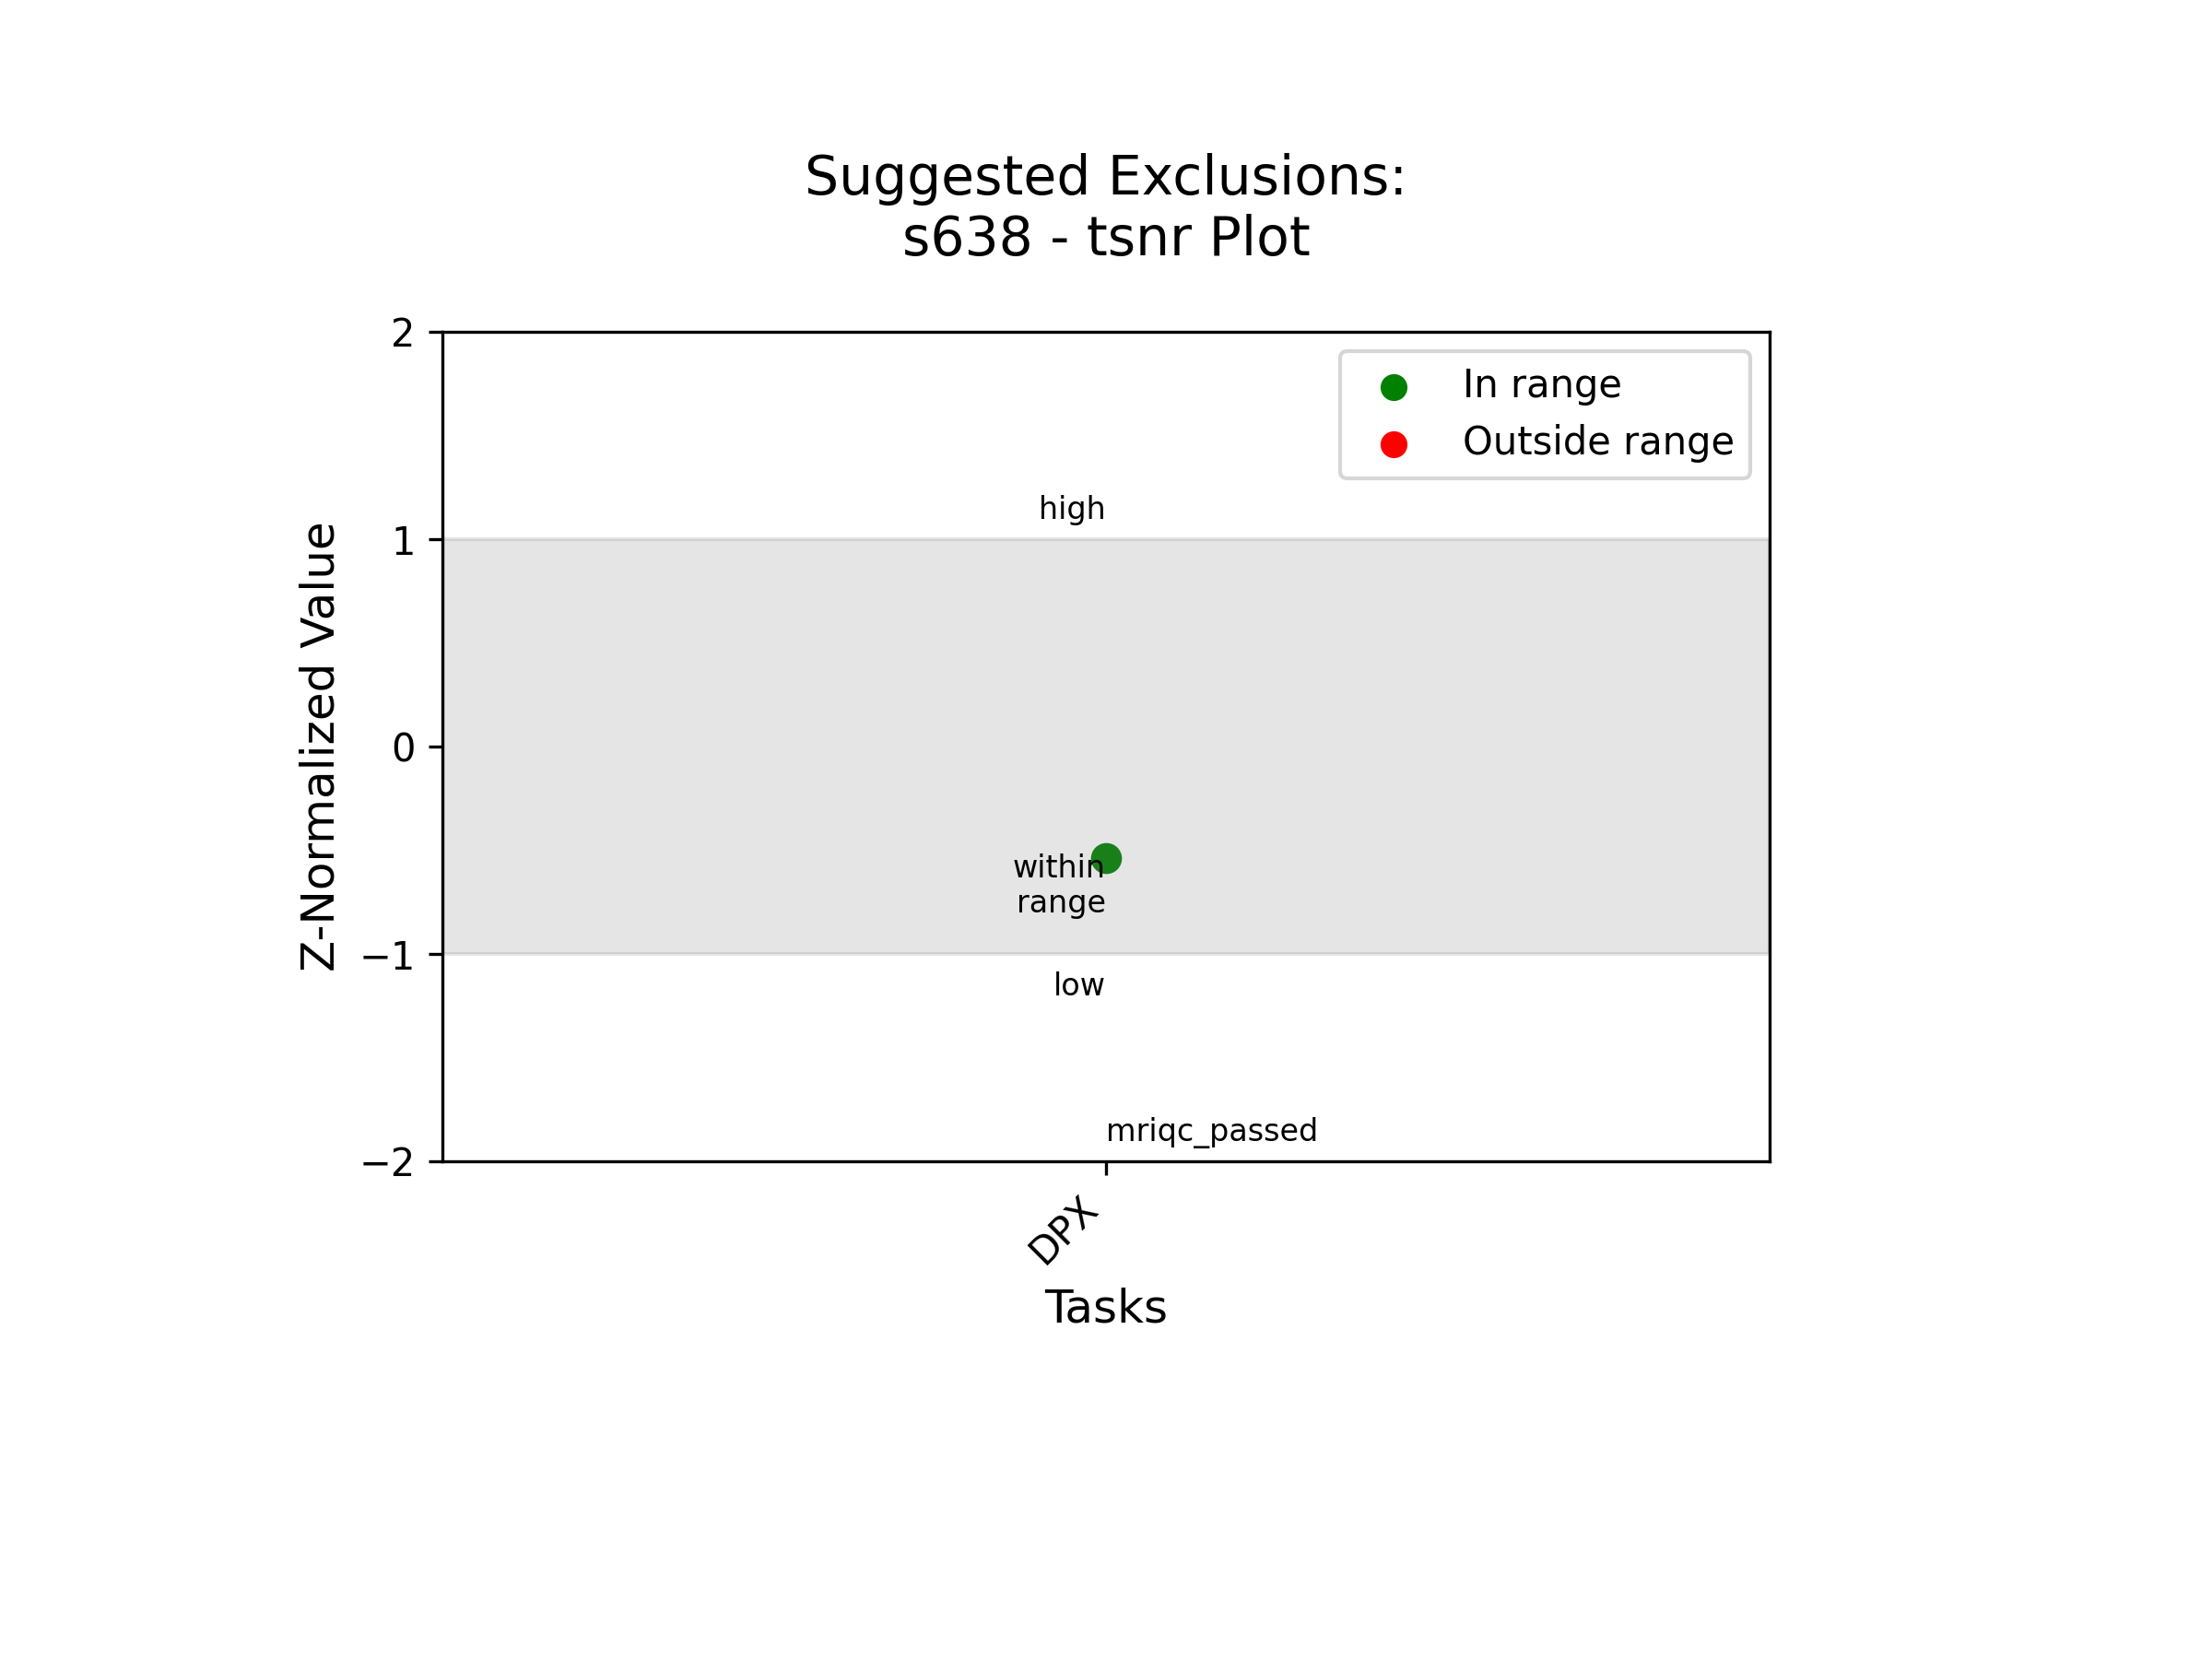 Suggested Exclusions:
s638 - tsnr Plot
2
In range
Outside range
high
1
Z-Normalized Value
0
within
range
−1
low
mriqc_passed
−2
DPX
Tasks